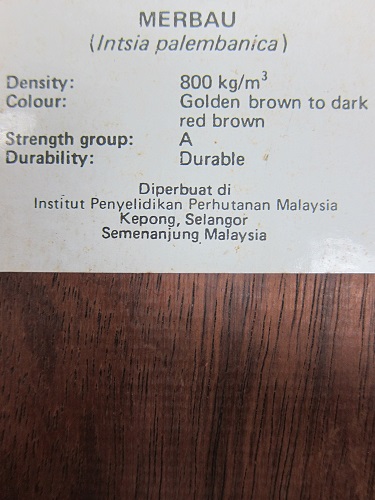 MERBAU
(Intsia palembanica)
Density: 800 kg/m³
Colour: Golden brown to dark
red brown
Strength group: A
Durability: Durable
Diperbuat di
Institut Penyelidikan Perhutanan Malaysia
Kepong, Selangor
Semenanjung Malaysia